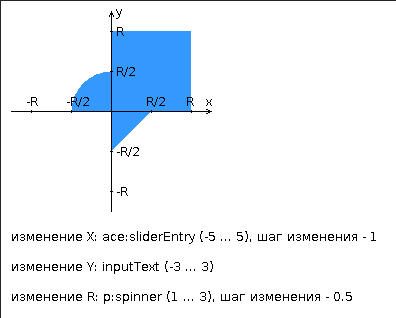 y
R
R/2
-R
-R/2
R/2
R
x
-R/2
-R
изменение X: ace:sliderEntry (-5 ... 5), шаг изменения - 1
изменение Y: inputText (-3 ... 3)
изменение R: p:spinner (1 ... 3), шаг изменения - 0.5